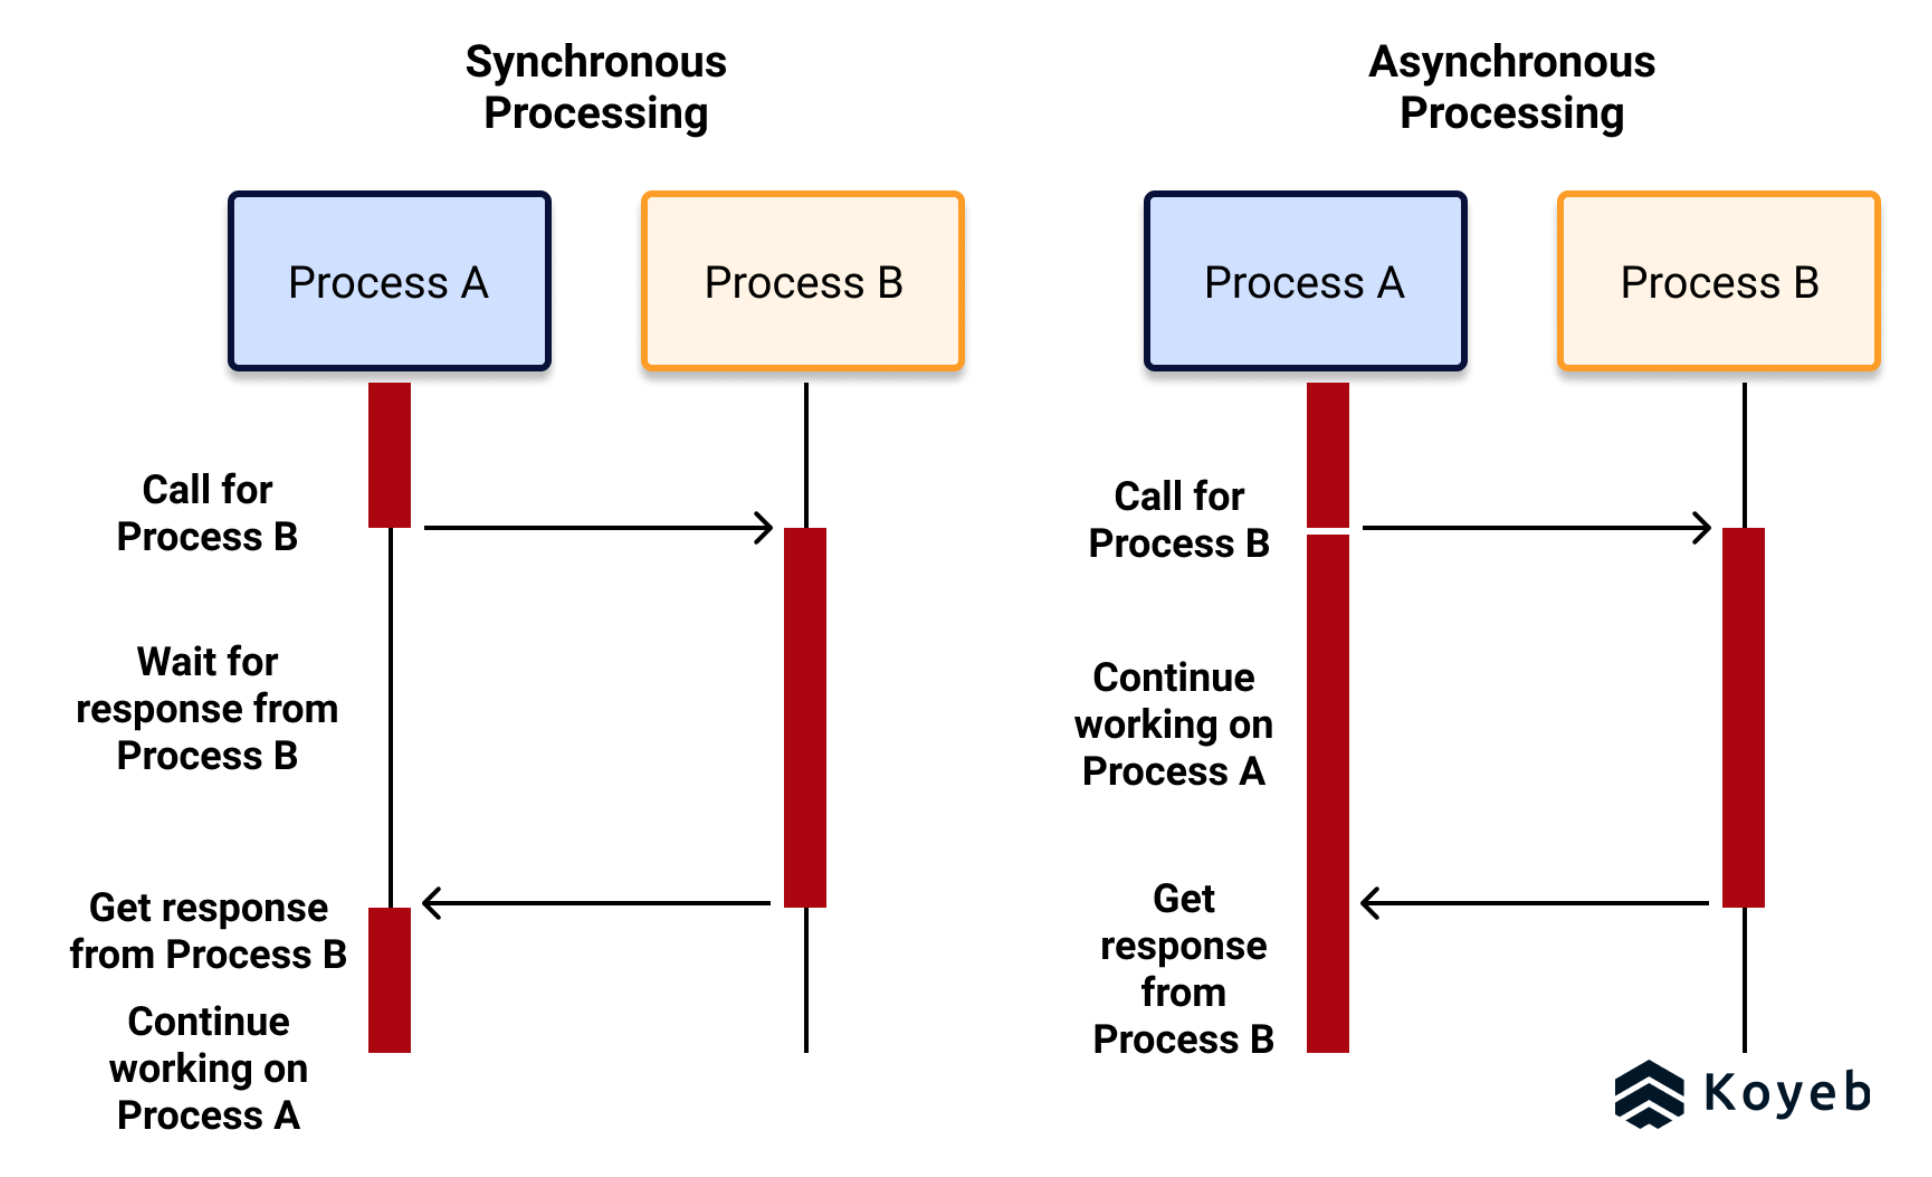 Synchronous
Processing
Process A
Process B
Call for
Process B
Wait for
response from
Process B
Get response
from Process B
Continue
working on
Process A
Asynchronous
Processing
Process A
Process B
Call for
Process B
Continue
working on
Process A
Get
response
from
Process B
Koyeb